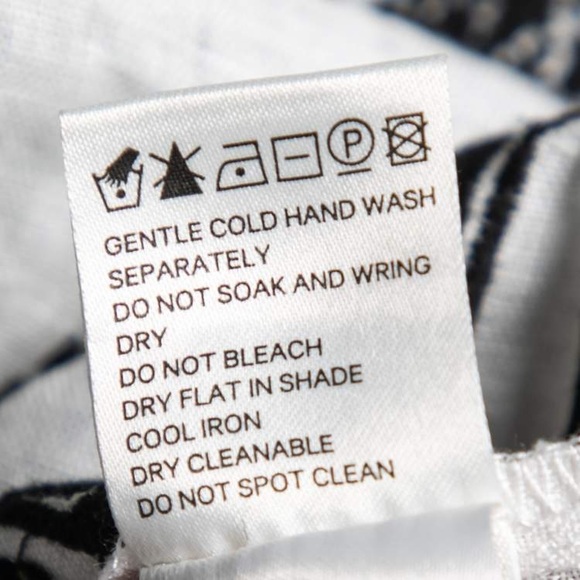 P
GENTLE COLD HAND WASH
SEPARATELY
DO NOT SOAK AND WRING
DRY
DO NOT BLEACH
DRY FLAT IN SHADE
COOL IRON
DRY CLEANABLE
DO NOT SPOT CLEAN